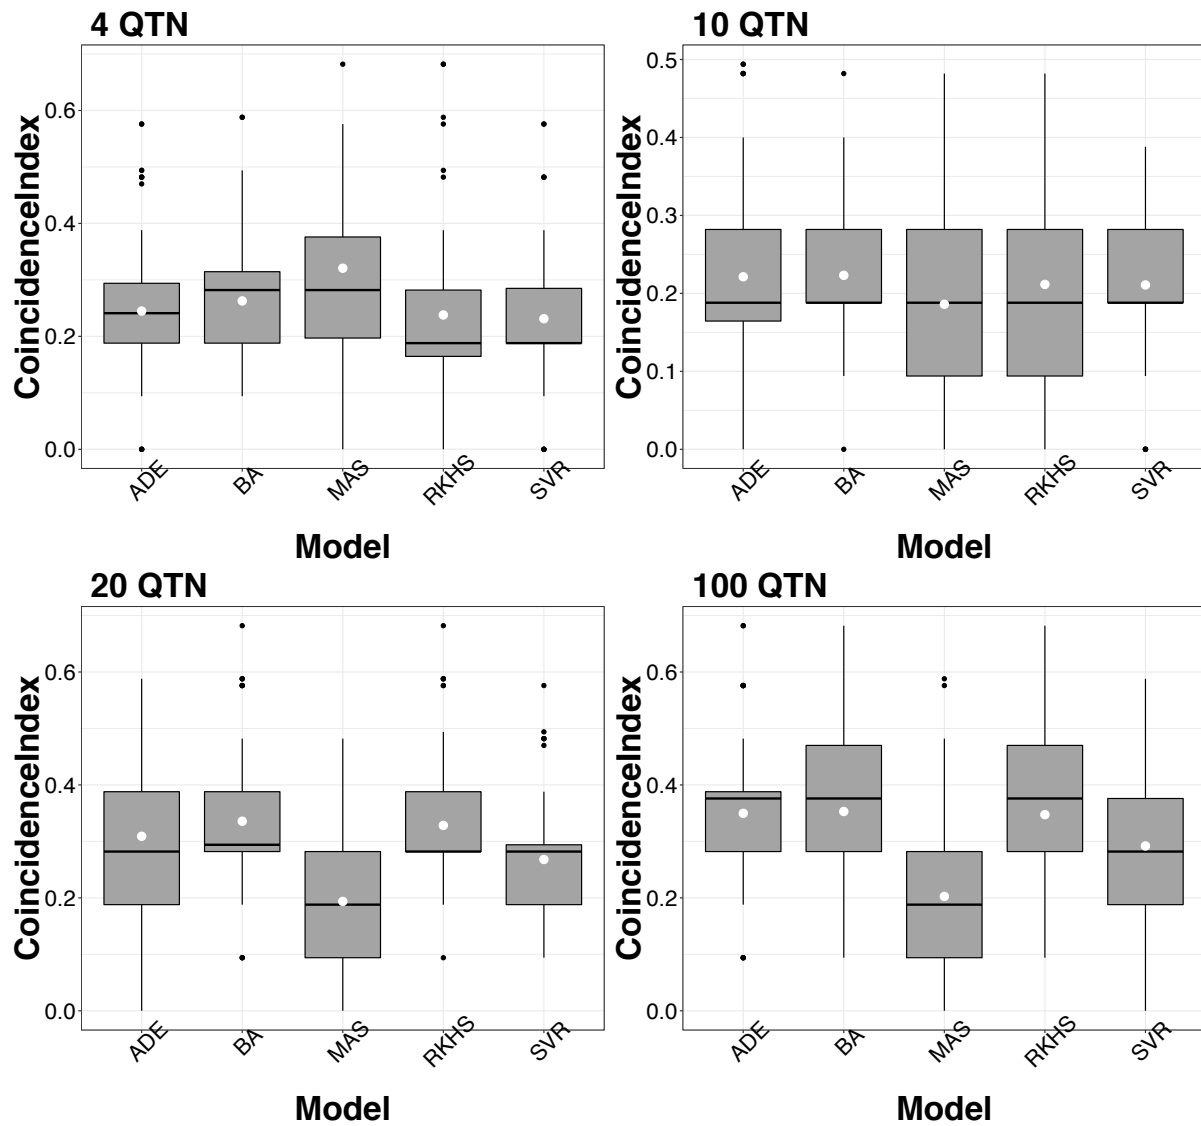 4 QTN
CoincidenceIndex
0.6
0.4
0.2
0.0
ADE
BA
MAS
RKHS
SVR
Model
10 QTN
CoincidenceIndex
0.5
0.4
0.3
0.2
0.1
0.0
ADE
BA
MAS
RKHS
SVR
Model
20 QTN
CoincidenceIndex
0.6
0.4
0.2
0.0
ADE
BA
MAS
RKHS
SVR
Model
100 QTN
CoincidenceIndex
0.6
0.4
0.2
0.0
ADE
BA
MAS
RKHS
SVR
Model